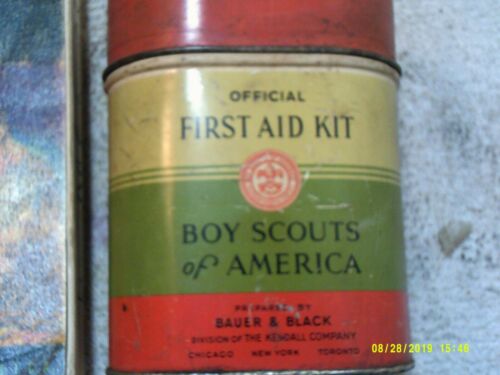 OFFICIAL
FIRST AID KIT
BOY SCOUTS
of AMERICA
PREPARED BY
BAUER & BLACK
DIVISION OF THE KENDALL COMPANY
CHICAGO NEW YORK TORONTO
08/28/2019 15:46